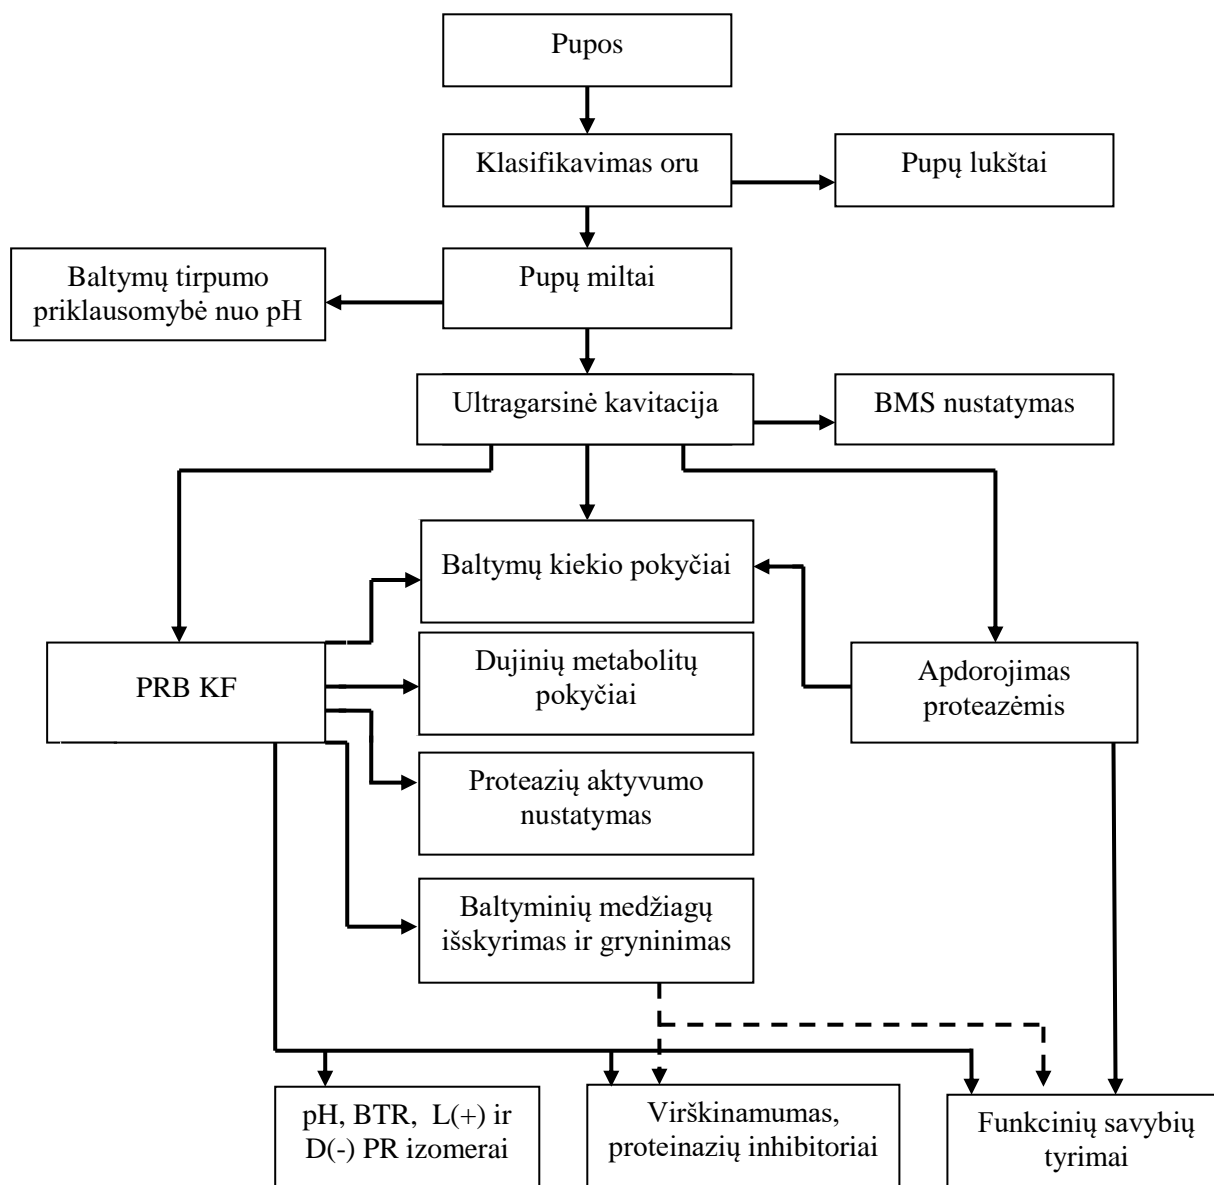 Pupos
Klasifikavimas oru
Pupų lukštai
Baltymų tirpumo
priklausomybė nuo pH
Pupų miltai
Ultragarsinė kavitacija
BMS nustatymas
Baltymų kiekio pokyčiai
PRB KF
Dujinių metabolitų
pokyčiai
Apdorojimas
proteazėmis
Proteazių aktyvumo
nustatymas
Baltyminių medžiagų
išskyrimas ir gryninimas
pH, BTR, L(+) ir
D(-) PR izomerai
Virškinamumas,
proteinazių inhibitoriai
Funkcinių savybių
tyrimai